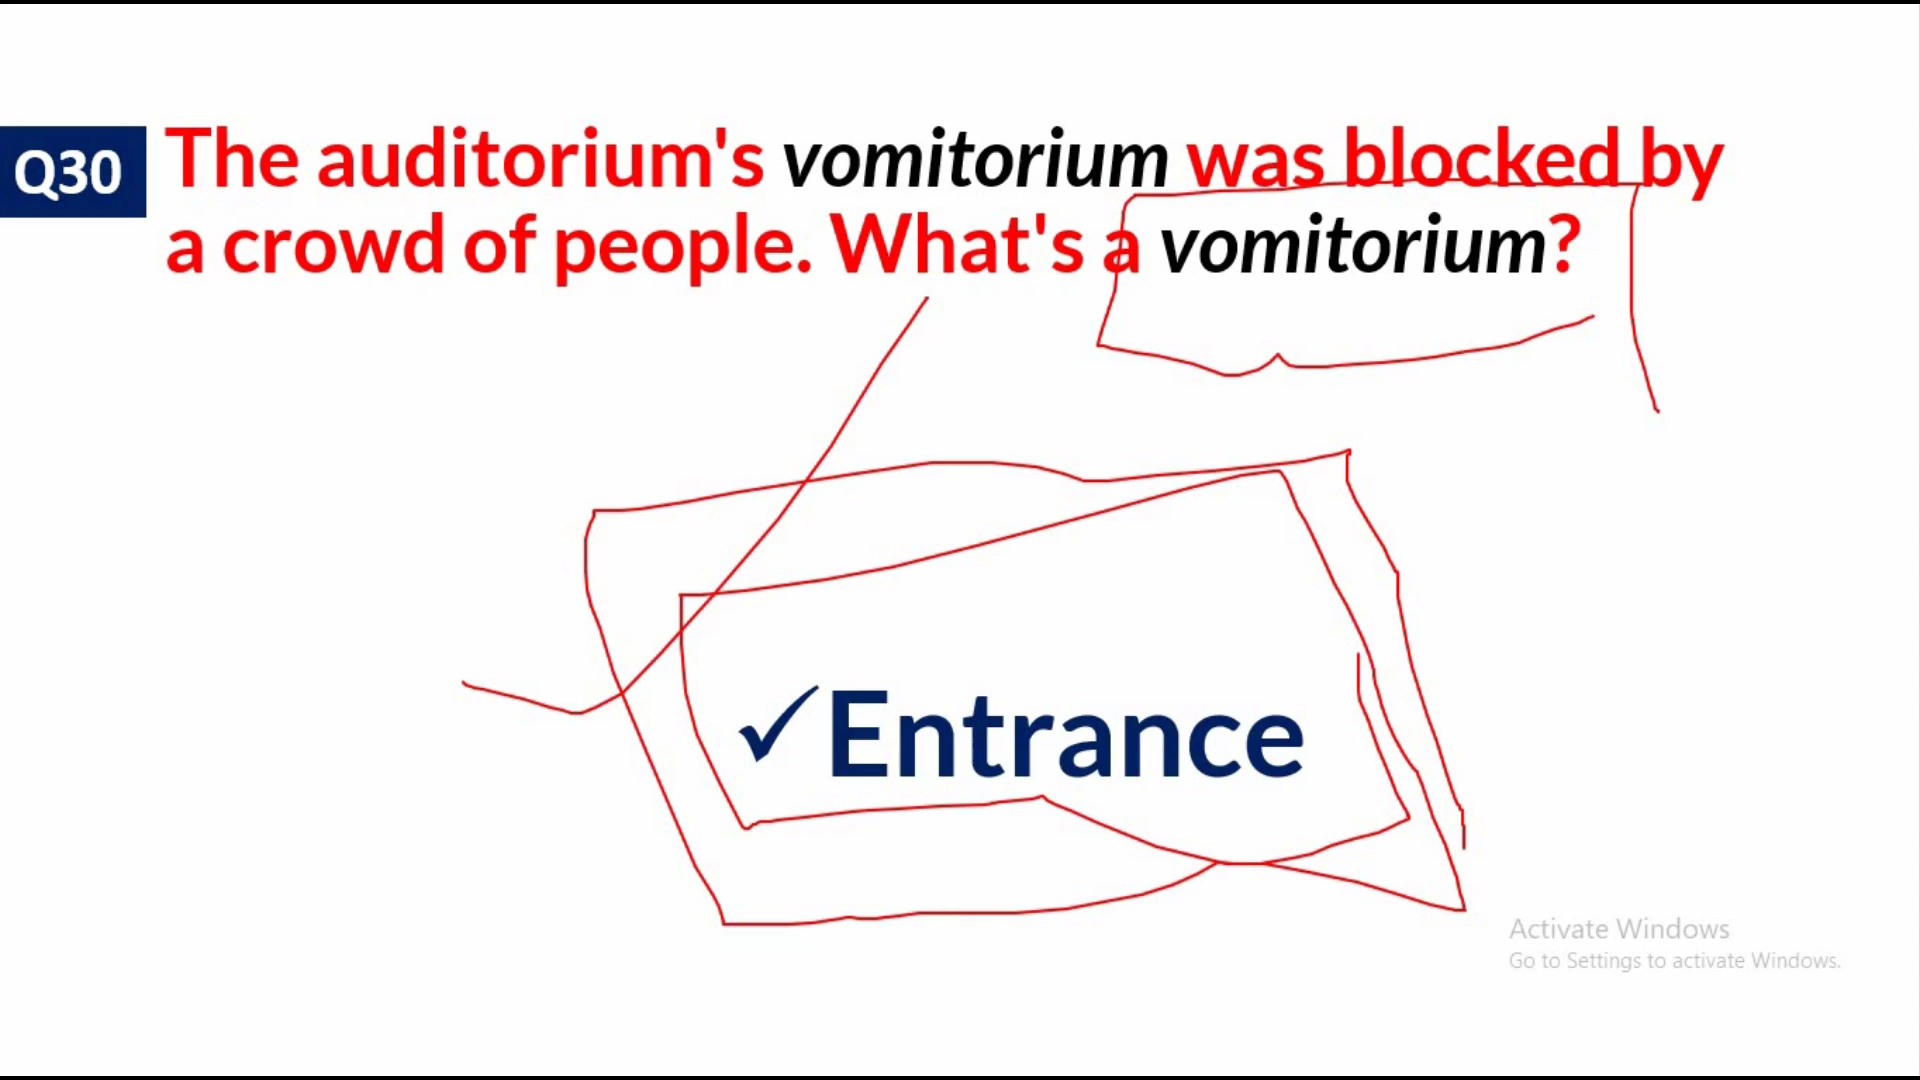 Q30
The auditorium's vomitorium was blocked by
a crowd of people. What's a vomitorium?
✓Entrance
Activate Windows
Go to Settings to activate Windows.